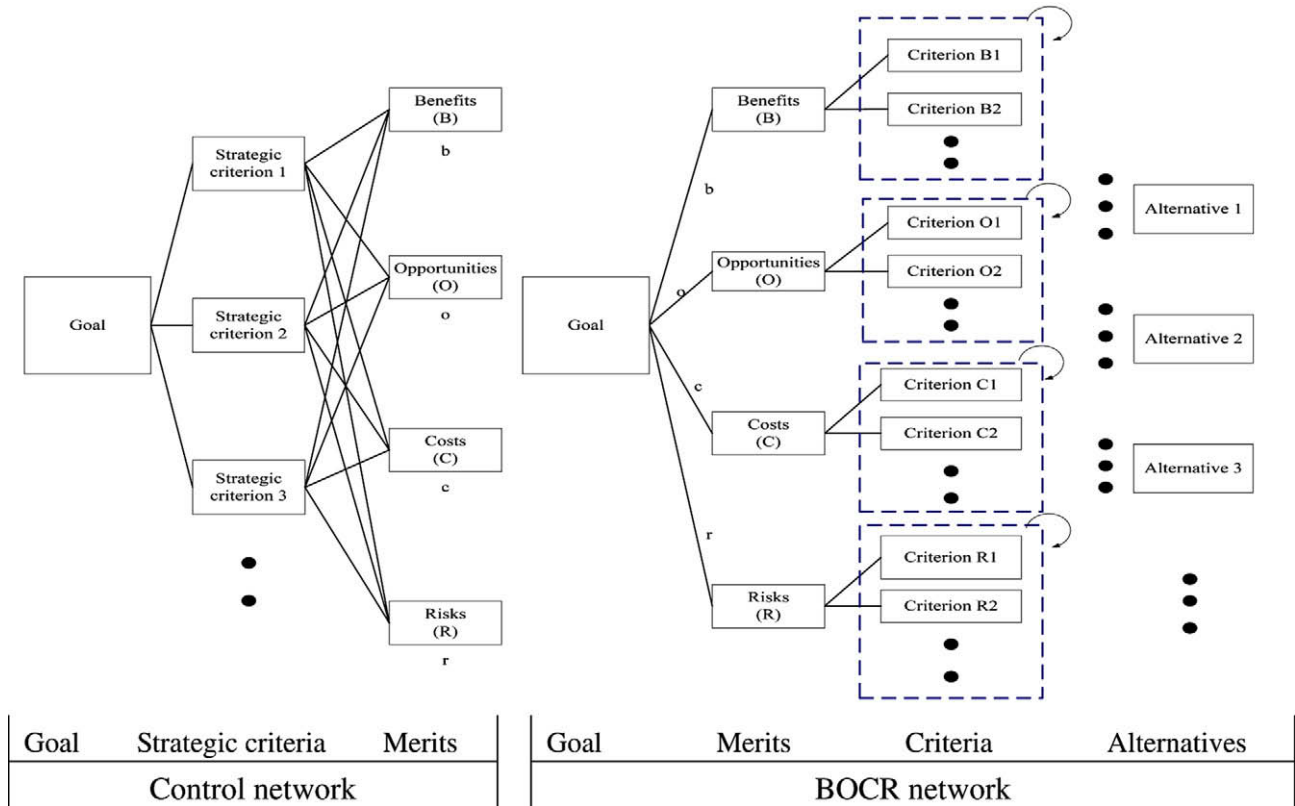 Goal
Strategic
criterion 1
Strategic
criterion 2
Strategic
criterion 3
Benefits
(B)
b
Opportunities
(O)
o
Costs
(C)
c
Risks
(R)
r
Goal
b
o
c
r
Benefits
(B)
Opportunities
(O)
Costs
(C)
Risks
(R)
Criterion B1
Criterion B2
Criterion O1
Criterion O2
Criterion C1
Criterion C2
Criterion R1
Criterion R2
Alternative 1
Alternative 2
Alternative 3
Goal Strategic criteria Merits
Control network
Goal Merits Criteria Alternatives
BOCR network